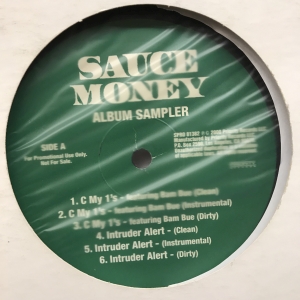 SAUCE
MONEY
ALBUM SAMPLER
SIDE A
For Promotional Use Only.
Not For Sale.
1. C My 1's - featuring Bam Bue (Clean)
2. C My 1's - featuring Bam Bue (Instrumental)
3. C My 1's - featuring Bam Bue (Dirty)
4. Intruder Alert - (Clean)
5. Intruder Alert - (Instrumental)
6. Intruder Alert - (Dirty)